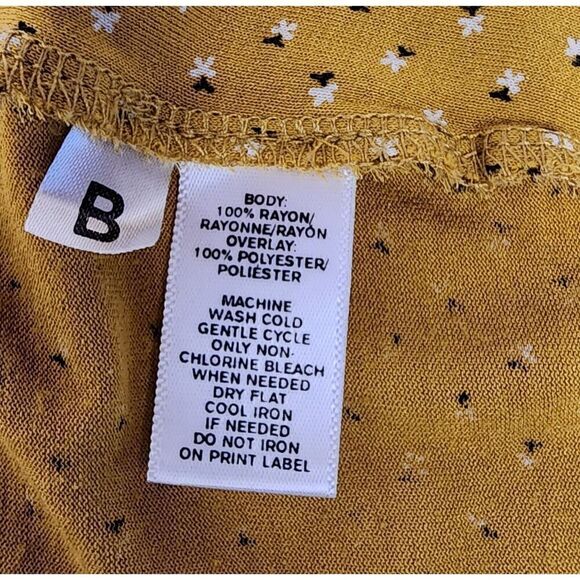 B
BODY:
100% RAYON/
RAYONNE/RAYÓN
OVERLAY:
100% POLYESTER/
POLIÉSTER
MACHINE
WASH COLD
GENTLE CYCLE
ONLY NON-
CHLORINE BLEACH
WHEN NEEDED
DRY FLAT
COOL IRON
IF NEEDED
DO NOT IRON
ON PRINT LABEL